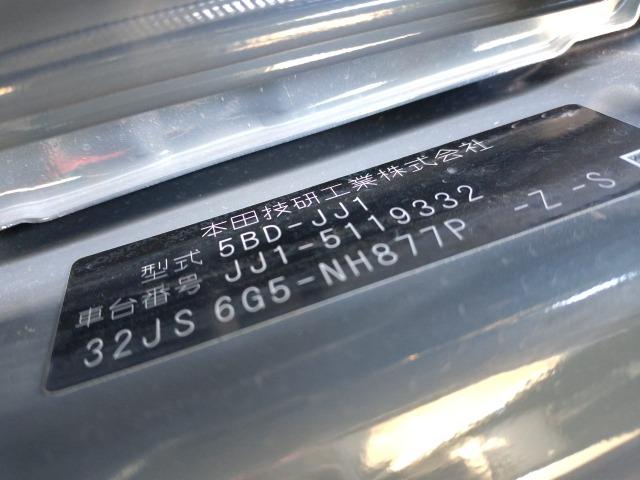 本田技研工業株式会社
型式 5BD-JJ1
車台番号 JJ1-5119332
32JS 6G5-NH877P -Z-S